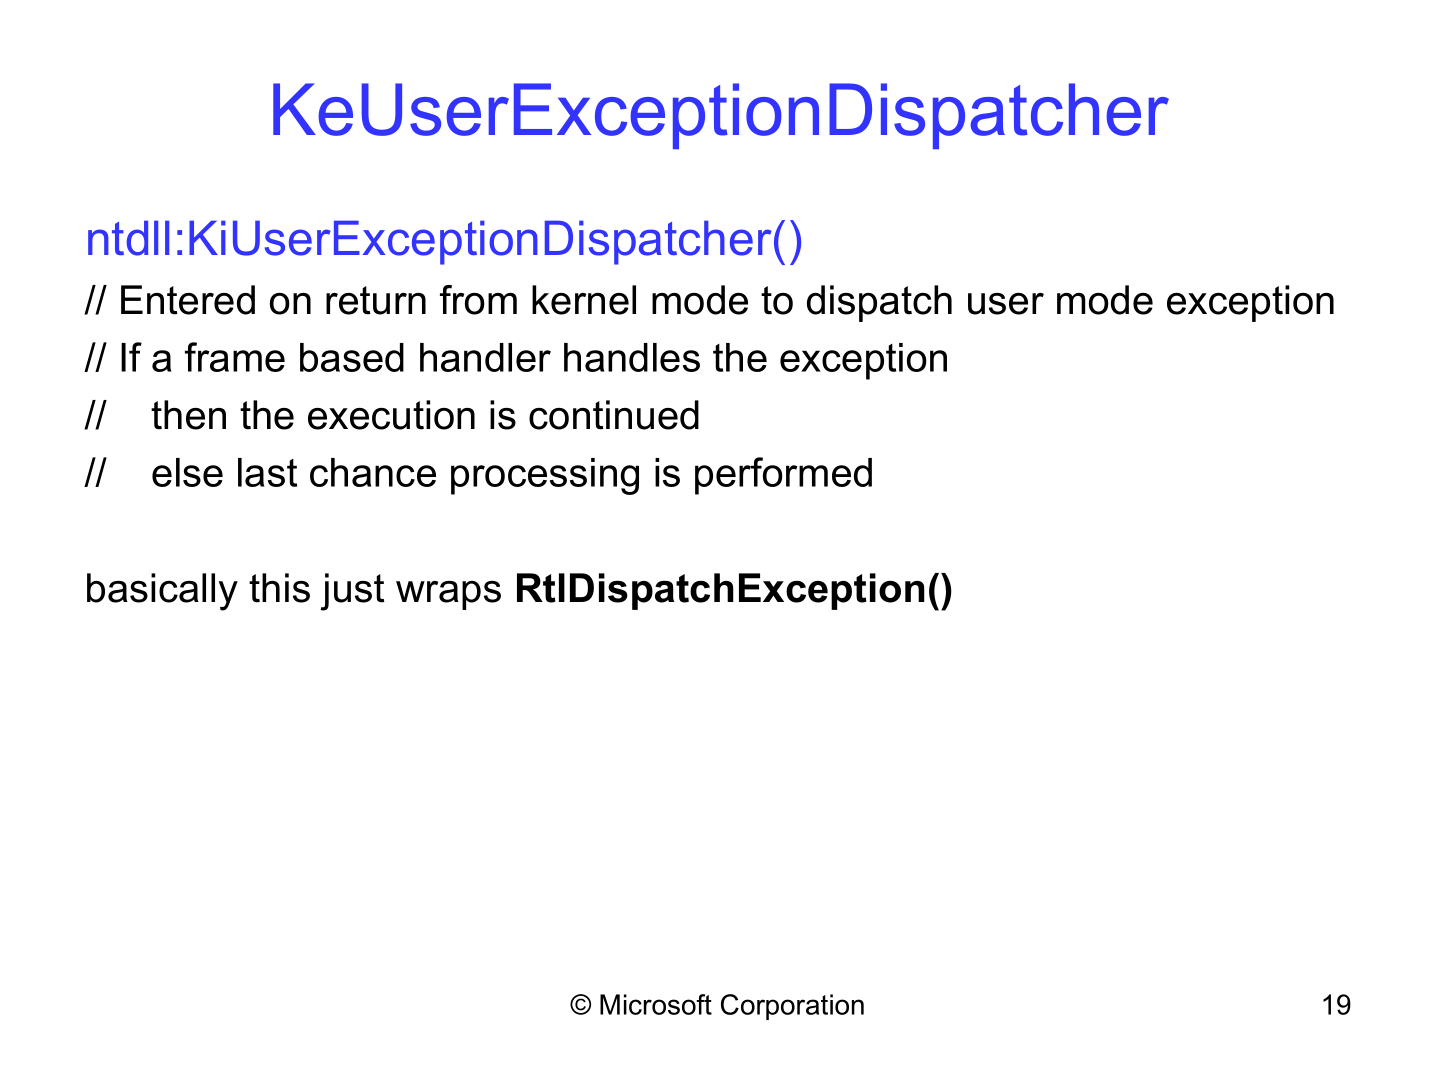 KeUserExceptionDispatcher
ntdll:KiUserExceptionDispatcher()
// Entered on return from kernel mode to dispatch user mode exception
// If a frame based handler handles the exception
//    then the execution is continued
//    else last chance processing is performed
basically this just wraps RtlDispatchException()
© Microsoft Corporation
19